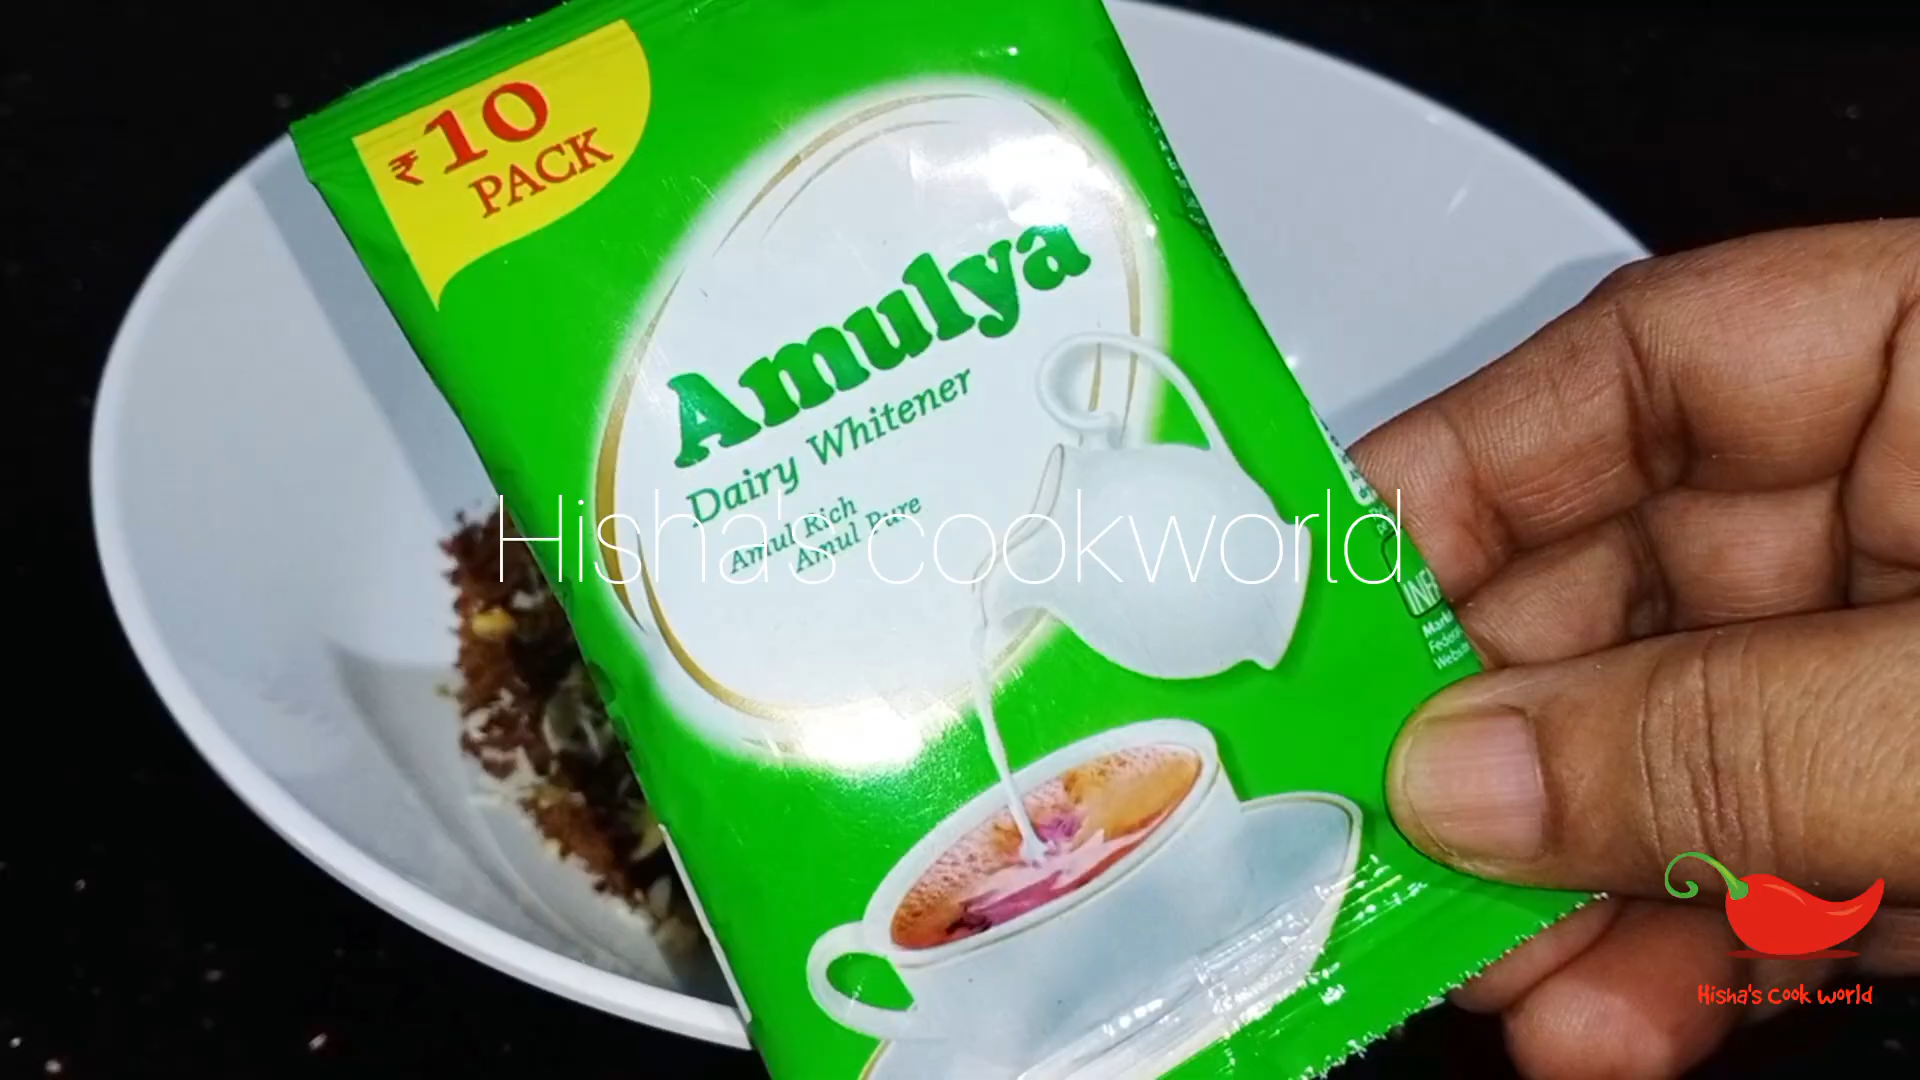 ₹10
PACK
Amulya
Dairy Whitener
Amul Rich
Amul Pure
Hisha's cookworld
Hisha's Cook World